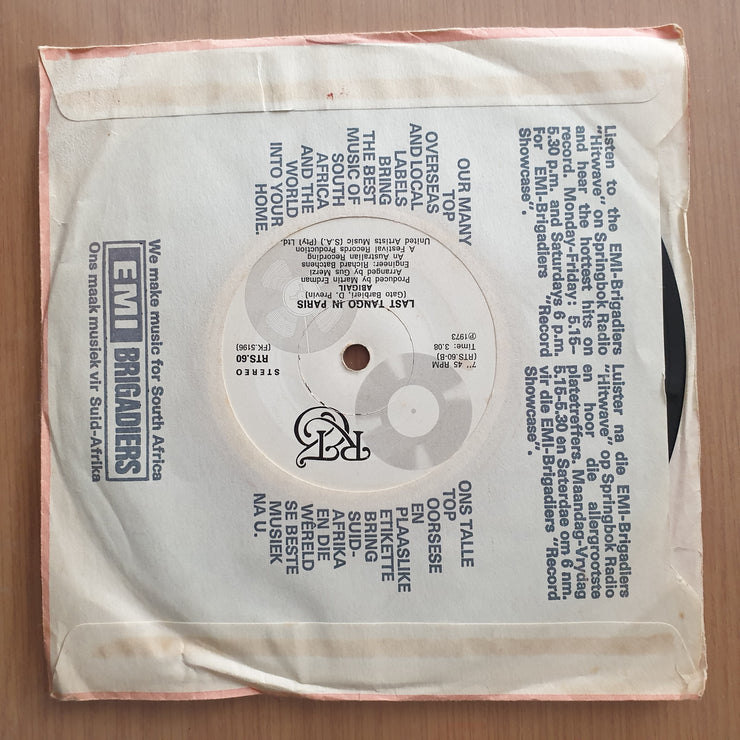 Listen to the EMI-Brigadiers
"Hitwave" on Springbok Radio
and hear the hottest hits on
record. Monday-Friday: 5.15–
5.30 p.m. and Saturdays 6 p.m.
For EMI-Brigadiers "Record
Showcase".
Luister na die EMI-Brigadiers
"Hitwave" op Springbok Radio
en hoor die allergrootste
platetreffers. Maandag-Vrydag
5.15-5.30 en Saterdae om 6 nm.
vir die EMI-Brigadiers "Record
Showcase".
OUR MANY
TOP
OVERSEAS
AND LOCAL
LABELS
BRING
THE BEST
MUSIC OF
SOUTH
AFRICA
AND THE
WORLD
INTO YOUR
HOME.
ONS TALLE
TOP
OORSESE
EN
PLAASLIKE
ETIKETTE
BRING
SUID-
AFRIKA
EN DIE
WÊRELD
SE BESTE
MUSIEK
NA U.
RTC
7" 45 RPM
(RTS.60-B)
Time: 3.08
℗1973
STEREO
RTS.60
(FK.5196)
LAST TANGO IN PARIS
(Gato Barbieri, D. Previn)
ABIGAIL
Produced by Martin Erdman
Arranged by Gus Merzi
Engineer: Richard Batchens
An Australian Recording
A Festival Records Production
United Artists Music (S.A.) (Pty) Ltd
We make music for South Africa
EMI BRIGADIERS
Ons maak musiek vir Suid-Afrika